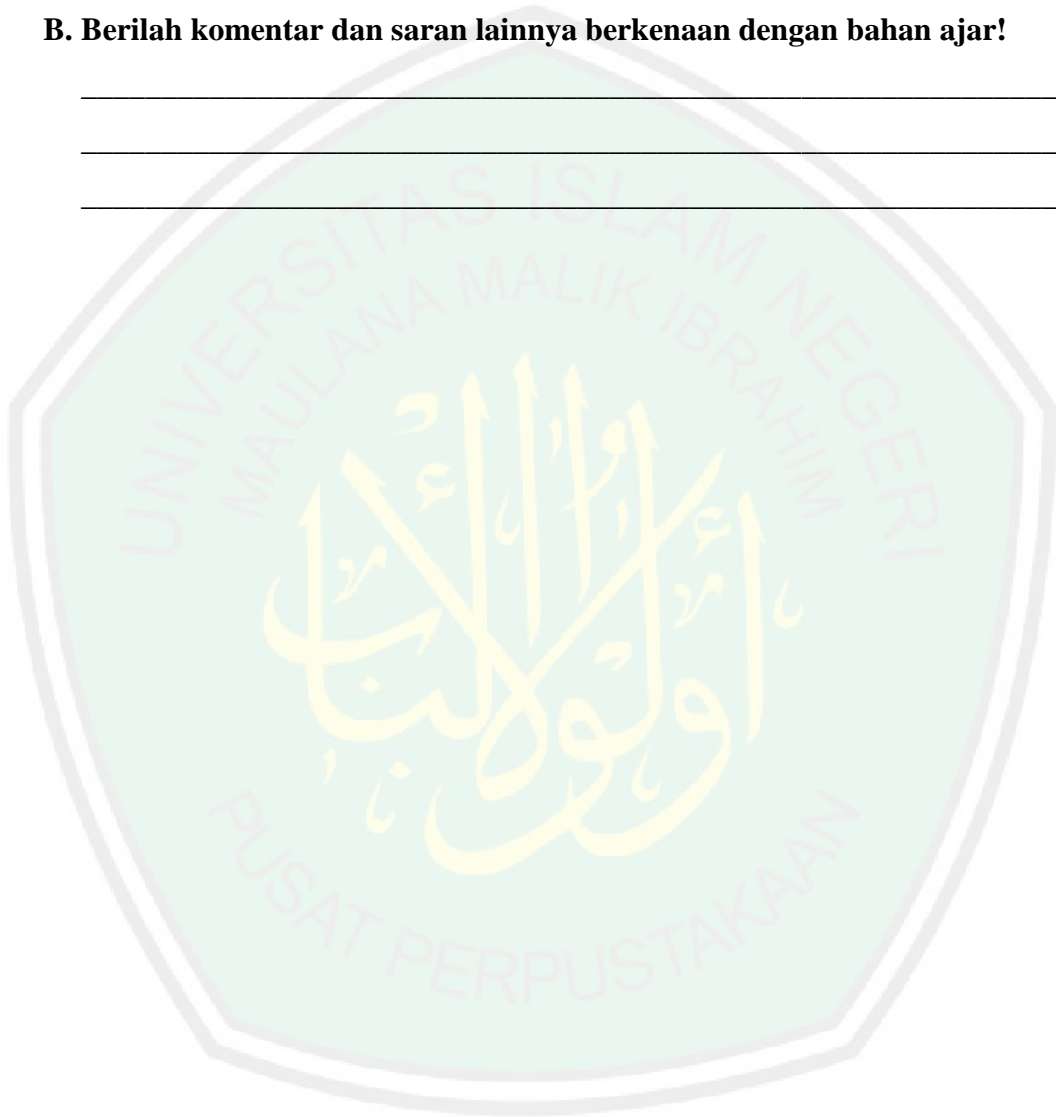 B. Berilah komentar dan saran lainnya berkenaan dengan bahan ajar!
UNIVERSITAS ISLAM NEGERI
MAULANA MALIK IBRAHIM
أولوا الألباب
PUSAT PERPUSTAKAAN